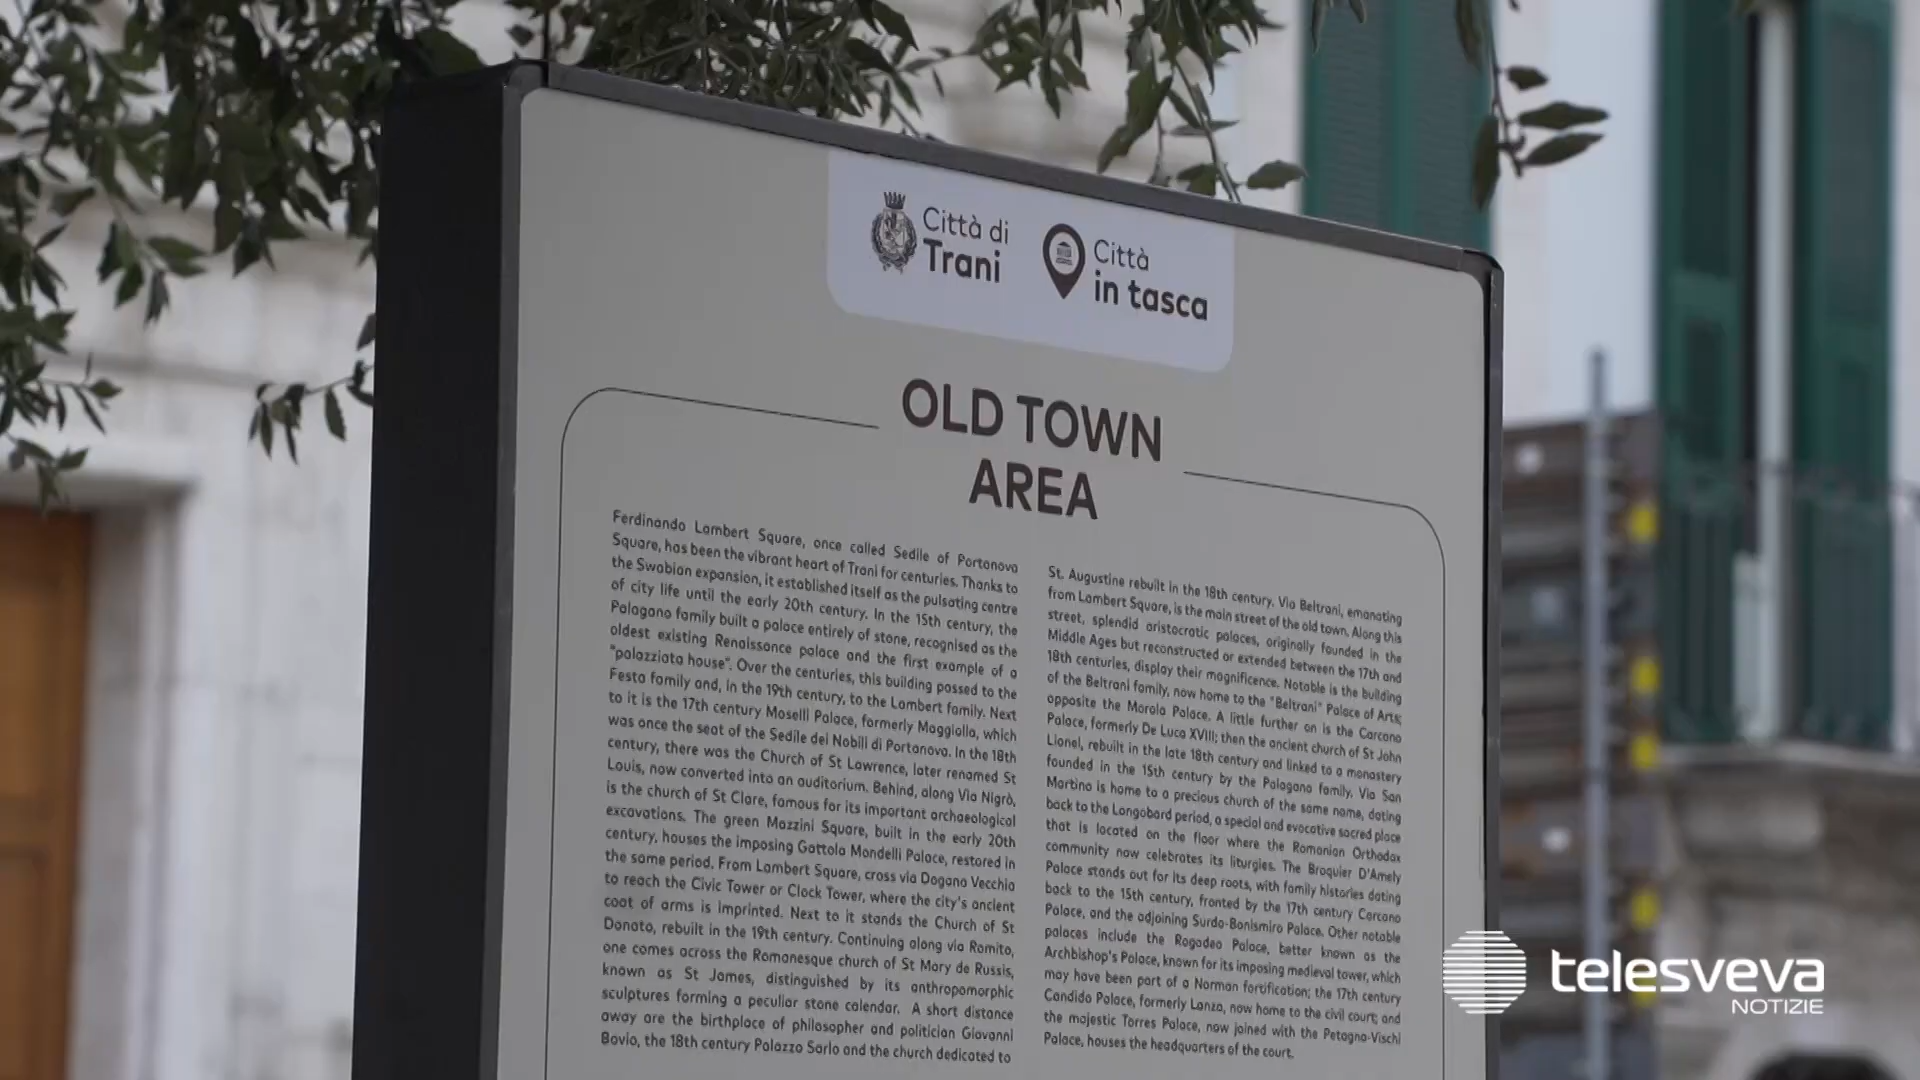 Città di
Trani
Città
in tasca
OLD TOWN
AREA
Ferdinando Lambert Square, once called Sedile of Portanova
Square, has been the vibrant heart of Trani for centuries. Thanks to
the Swabian expansion, it established itself as the pulsating centre
of city life until the early 20th century. In the 15th century, the
Palagano family built a palace entirely of stone, recognised as the
oldest existing Renaissance palace and the first example of a
"palazziata house". Over the centuries, this building passed to the
Festa family and, in the 19th century, to the Lambert family. Next
to it is the 17th century Moselli Palace, formerly Maggiolla, which
was once the seat of the Sedile dei Nobili di Portanova. In the 18th
century, there was the Church of St Lawrence, later renamed St
Louis, now converted into an auditorium. Behind, along Via Nigrò,
is the church of St Clare, famous for its important archaeological
excavations. The green Mazzini Square, built in the early 20th
century, houses the imposing Gattola Mondelli Palace, restored in
the same period. From Lambert Square, cross via Dogana Vecchia
to reach the Civic Tower or Clock Tower, where the city's ancient
coat of arms is imprinted. Next to it stands the Church of St
Donato, rebuilt in the 19th century. Continuing along via Romito,
one comes across the Romanesque church of St Mary de Russis,
known as St James, distinguished by its anthropomorphic
sculptures forming a peculiar stone calendar. A short distance
away are the birthplace of philosopher and politician Giovanni
Bovio, the 18th century Palazzo Sarlo and the church dedicated to
St. Augustine rebuilt in the 18th century. Via Beltrani, emanating
from Lambert Square, is the main street of the old town. Along this
street, splendid aristocratic palaces, originally founded in the
Middle Ages but reconstructed or extended between the 17th and
18th centuries, display their magnificence. Notable is the building
of the Beltrani family, now home to the "Beltrani" Palace of Arts;
opposite the Morola Palace. A little further on is the Carcano
Palace, formerly De Luca XVIII; then the ancient church of St John
Lionel, rebuilt in the late 18th century and linked to a monastery
founded in the 15th century by the Palagano family. Via San
Martino is home to a precious church of the same name, dating
back to the Longobard period, a special and evocative sacred place
that is located on the floor where the Romanian Orthodox
community now celebrates its liturgies. The Broquier D'Amely
Palace stands out for its deep roots, with family histories dating
back to the 15th century, fronted by the 17th century Carcano
Palace, and the adjoining Surdo-Bonismiro Palace. Other notable
palaces include the Rogadeo Palace, better known as the
Archbishop's Palace, known for its imposing medieval tower, which
may have been part of a Norman fortification; the 17th century
Candido Palace, formerly Lanza, now home to the civil court; and
the majestic Torres Palace, now joined with the Petagna-Vischi
Palace, houses the headquarters of the court.
telesveva
NOTIZIE